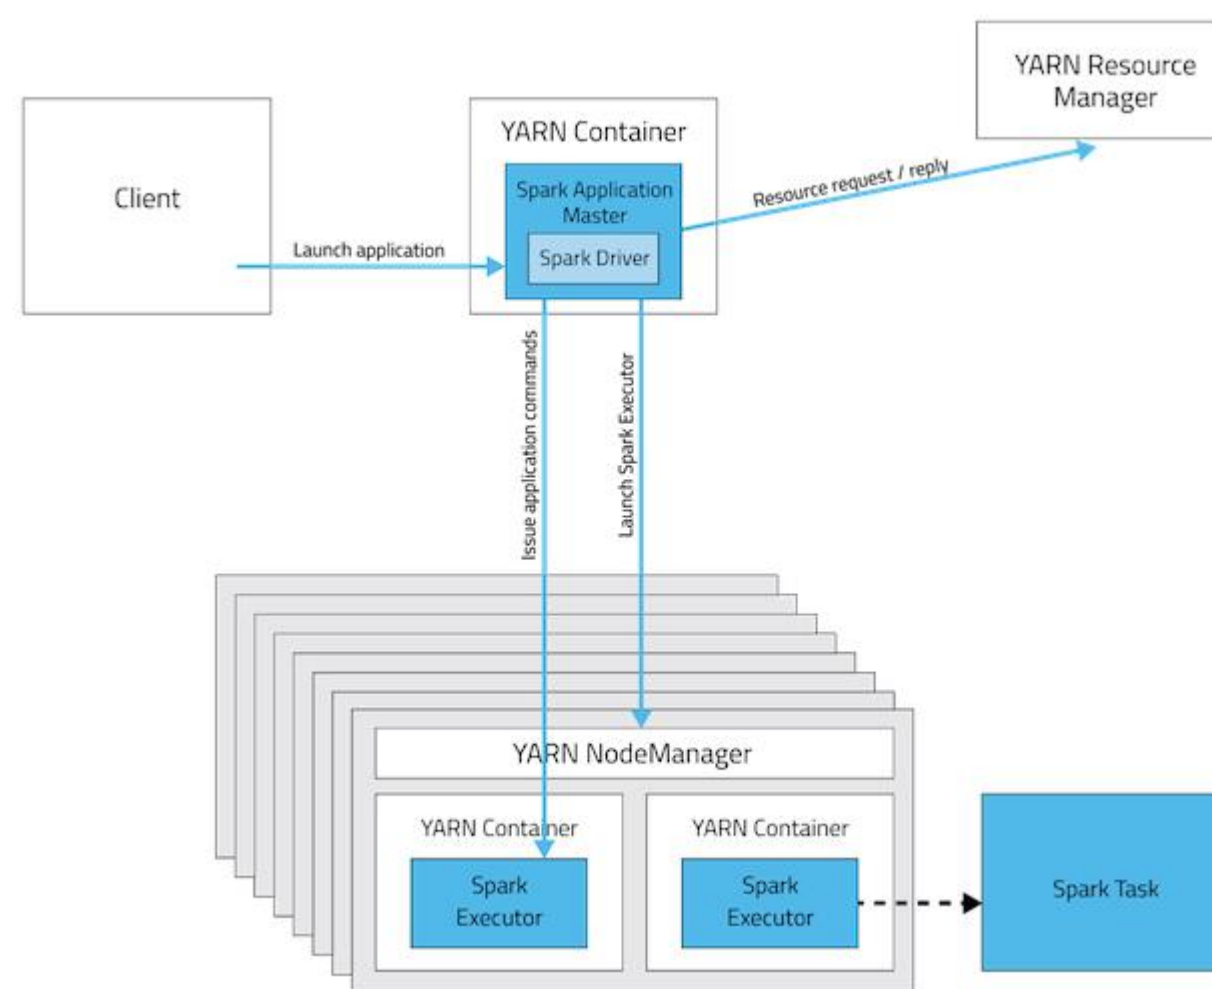 YARN Resource
Manager
YARN Container
Client
Spark Application
Master
Resource request / reply
Launch application
Spark Driver
Issue application commands
Launch Spark Executor
YARN NodeManager
YARN Container
YARN Container
Spark
Executor
Spark
Executor
Spark Task